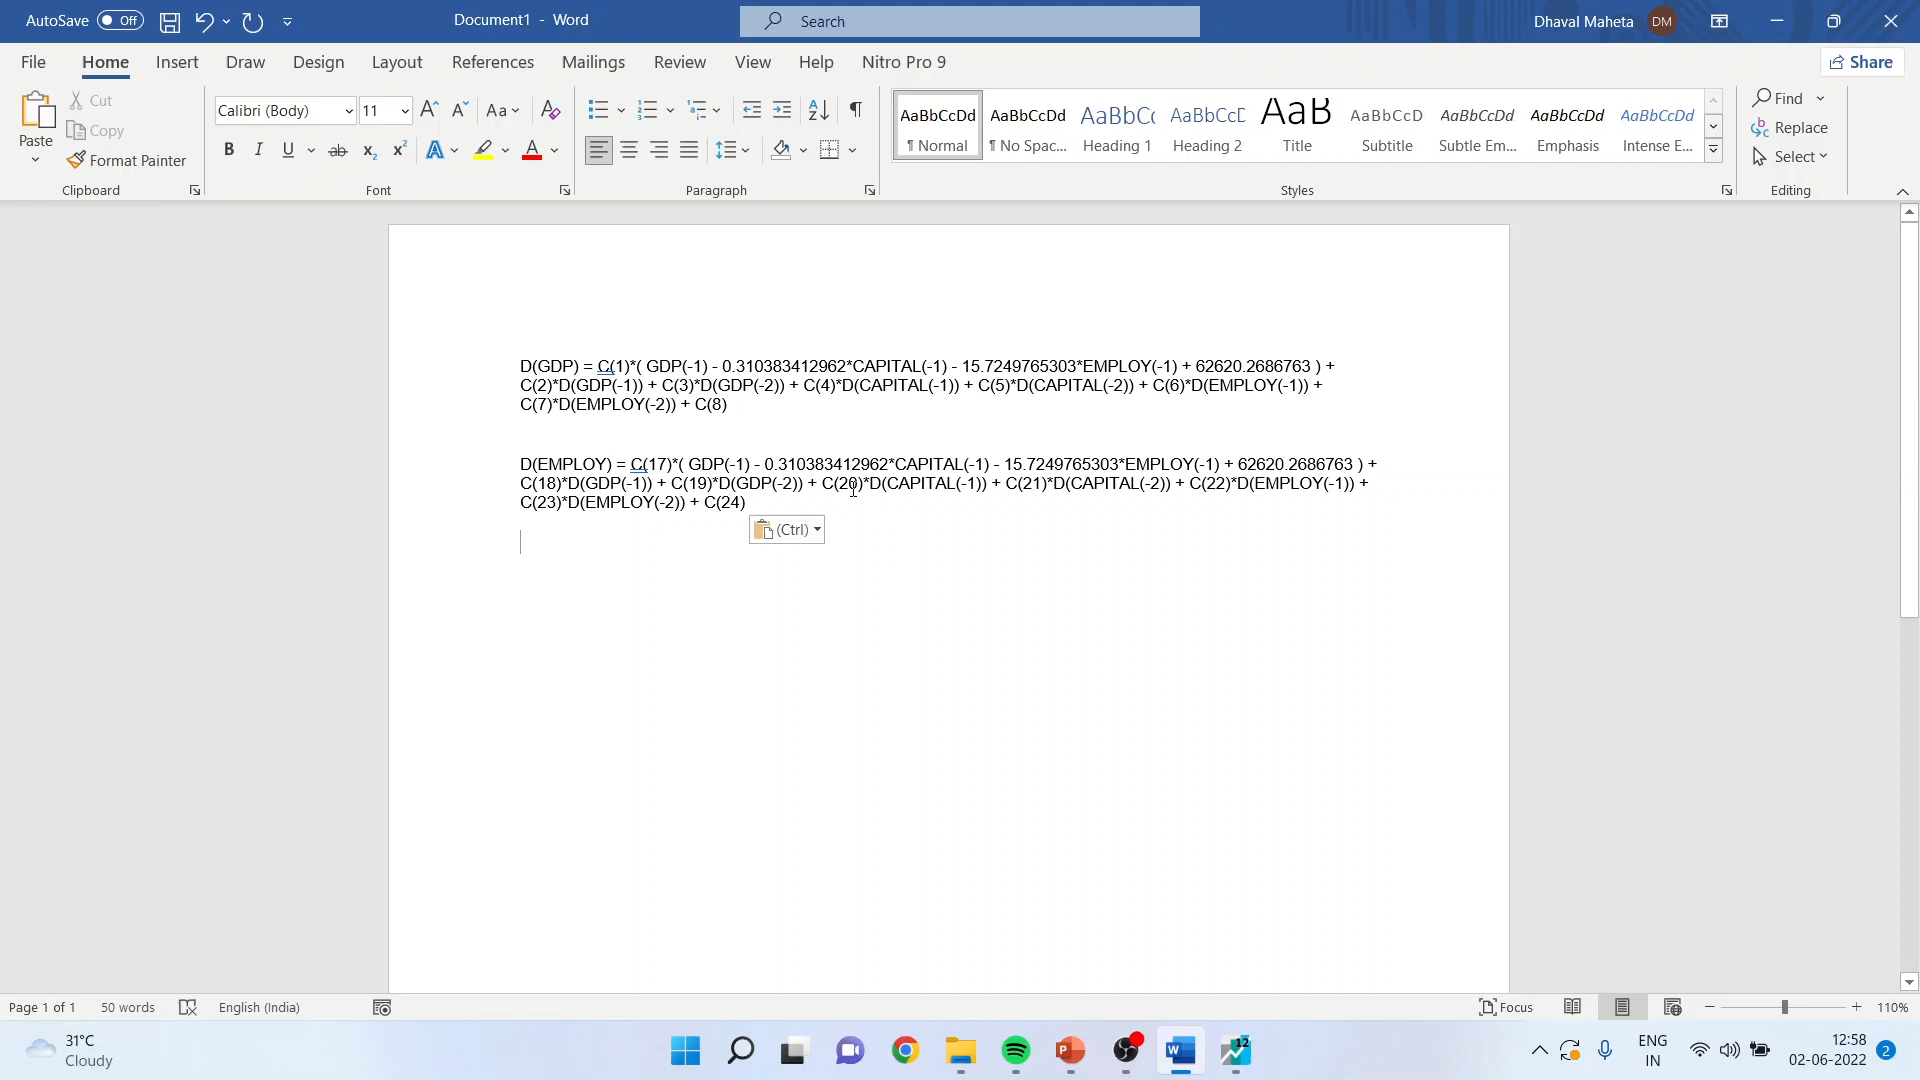 AutoSave Off Document1 - Word Search Dhaval Maheta DM
File Home Insert Draw Design Layout References Mailings Review View Help Nitro Pro 9 Share
Paste Cut Copy Format Painter Clipboard
Calibri (Body) 11 A A Aa A
B I U ab x₂ x² A A Font
Paragraph
AaBbCcDd AaBbCcDd AaBbCc AaBbCcD AaB AaBbCcD AaBbCcDd AaBbCcDd AaBbCcDd
¶ Normal ¶ No Spac... Heading 1 Heading 2 Title Subtitle Subtle Em... Emphasis Intense E...
Styles
Find Replace Select Editing
D(GDP) = C(1)*( GDP(-1) - 0.310383412962*CAPITAL(-1) - 15.7249765303*EMPLOY(-1) + 62620.2686763 ) +
C(2)*D(GDP(-1)) + C(3)*D(GDP(-2)) + C(4)*D(CAPITAL(-1)) + C(5)*D(CAPITAL(-2)) + C(6)*D(EMPLOY(-1)) +
C(7)*D(EMPLOY(-2)) + C(8)
D(EMPLOY) = C(17)*( GDP(-1) - 0.310383412962*CAPITAL(-1) - 15.7249765303*EMPLOY(-1) + 62620.2686763 ) +
C(18)*D(GDP(-1)) + C(19)*D(GDP(-2)) + C(20)*D(CAPITAL(-1)) + C(21)*D(CAPITAL(-2)) + C(22)*D(EMPLOY(-1)) +
C(23)*D(EMPLOY(-2)) + C(24)
(Ctrl)
Page 1 of 1 50 words English (India) Focus 110%
31°C
Cloudy
12
ENG
IN
12:58
02-06-2022
2